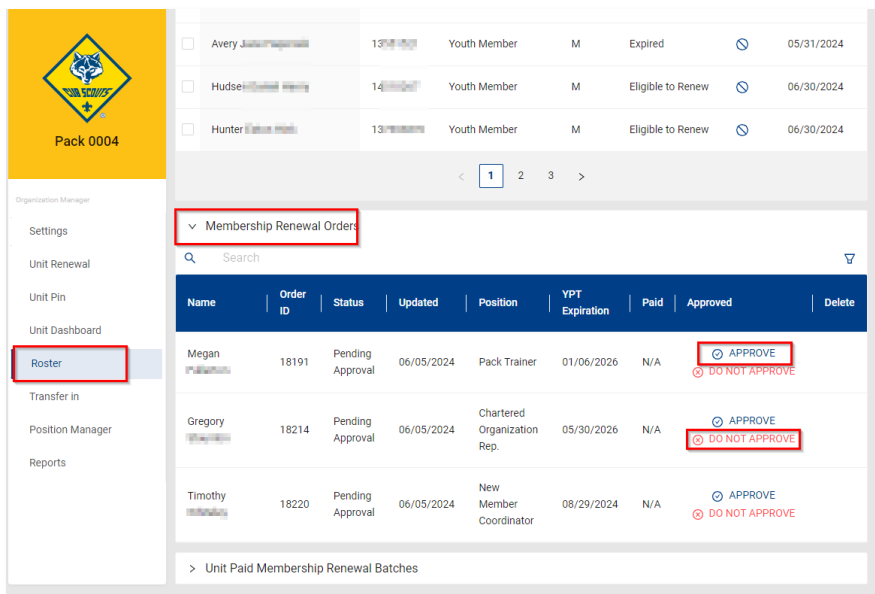 CUB SCOUTS
Pack 0004
Organization Manager
Settings
Unit Renewal
Unit Pin
Unit Dashboard
Roster
Transfer in
Position Manager
Reports
Avery Youth Member M Expired 05/31/2024
Youth Member M Eligible to Renew 06/30/2024
Hunter Youth Member M Eligible to Renew 06/30/2024
< 1 2 3 >
Membership Renewal Orders
Search
Name Order ID Status Updated Position YPT Expiration Paid Approved Delete
Megan 18191 Pending Approval 06/05/2024 Pack Trainer 01/06/2026 N/A APPROVE
DO NOT APPROVE
Gregory 18214 Pending Approval 06/05/2024 Chartered Organization Rep. 05/30/2026 N/A APPROVE
DO NOT APPROVE
Timothy 18220 Pending Approval 06/05/2024 New Member Coordinator 08/29/2024 N/A APPROVE
DO NOT APPROVE
> Unit Paid Membership Renewal Batches